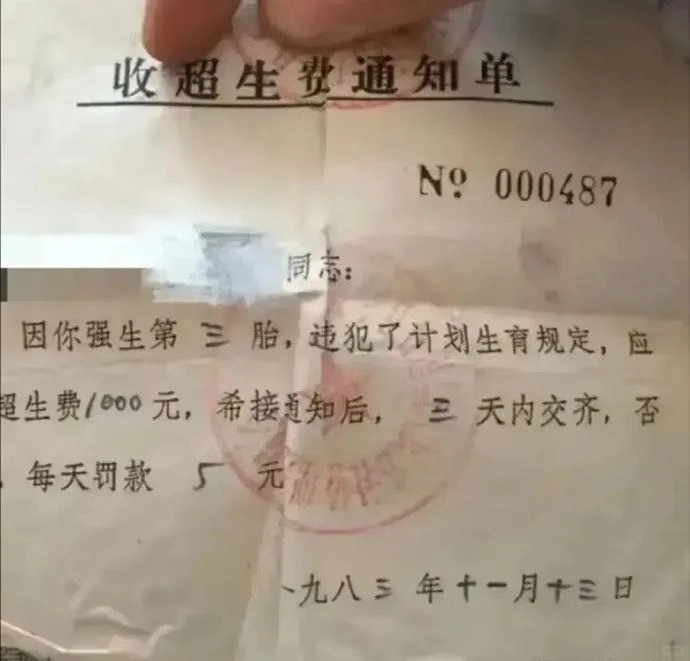 收超生费通知单
No 000487
同志:
因你强生第三胎,违犯了计划生育规定,应
超生费1000元,希接通知后,三天内交齐,否
,每天罚款 5 元
一九八三年十一月十三日